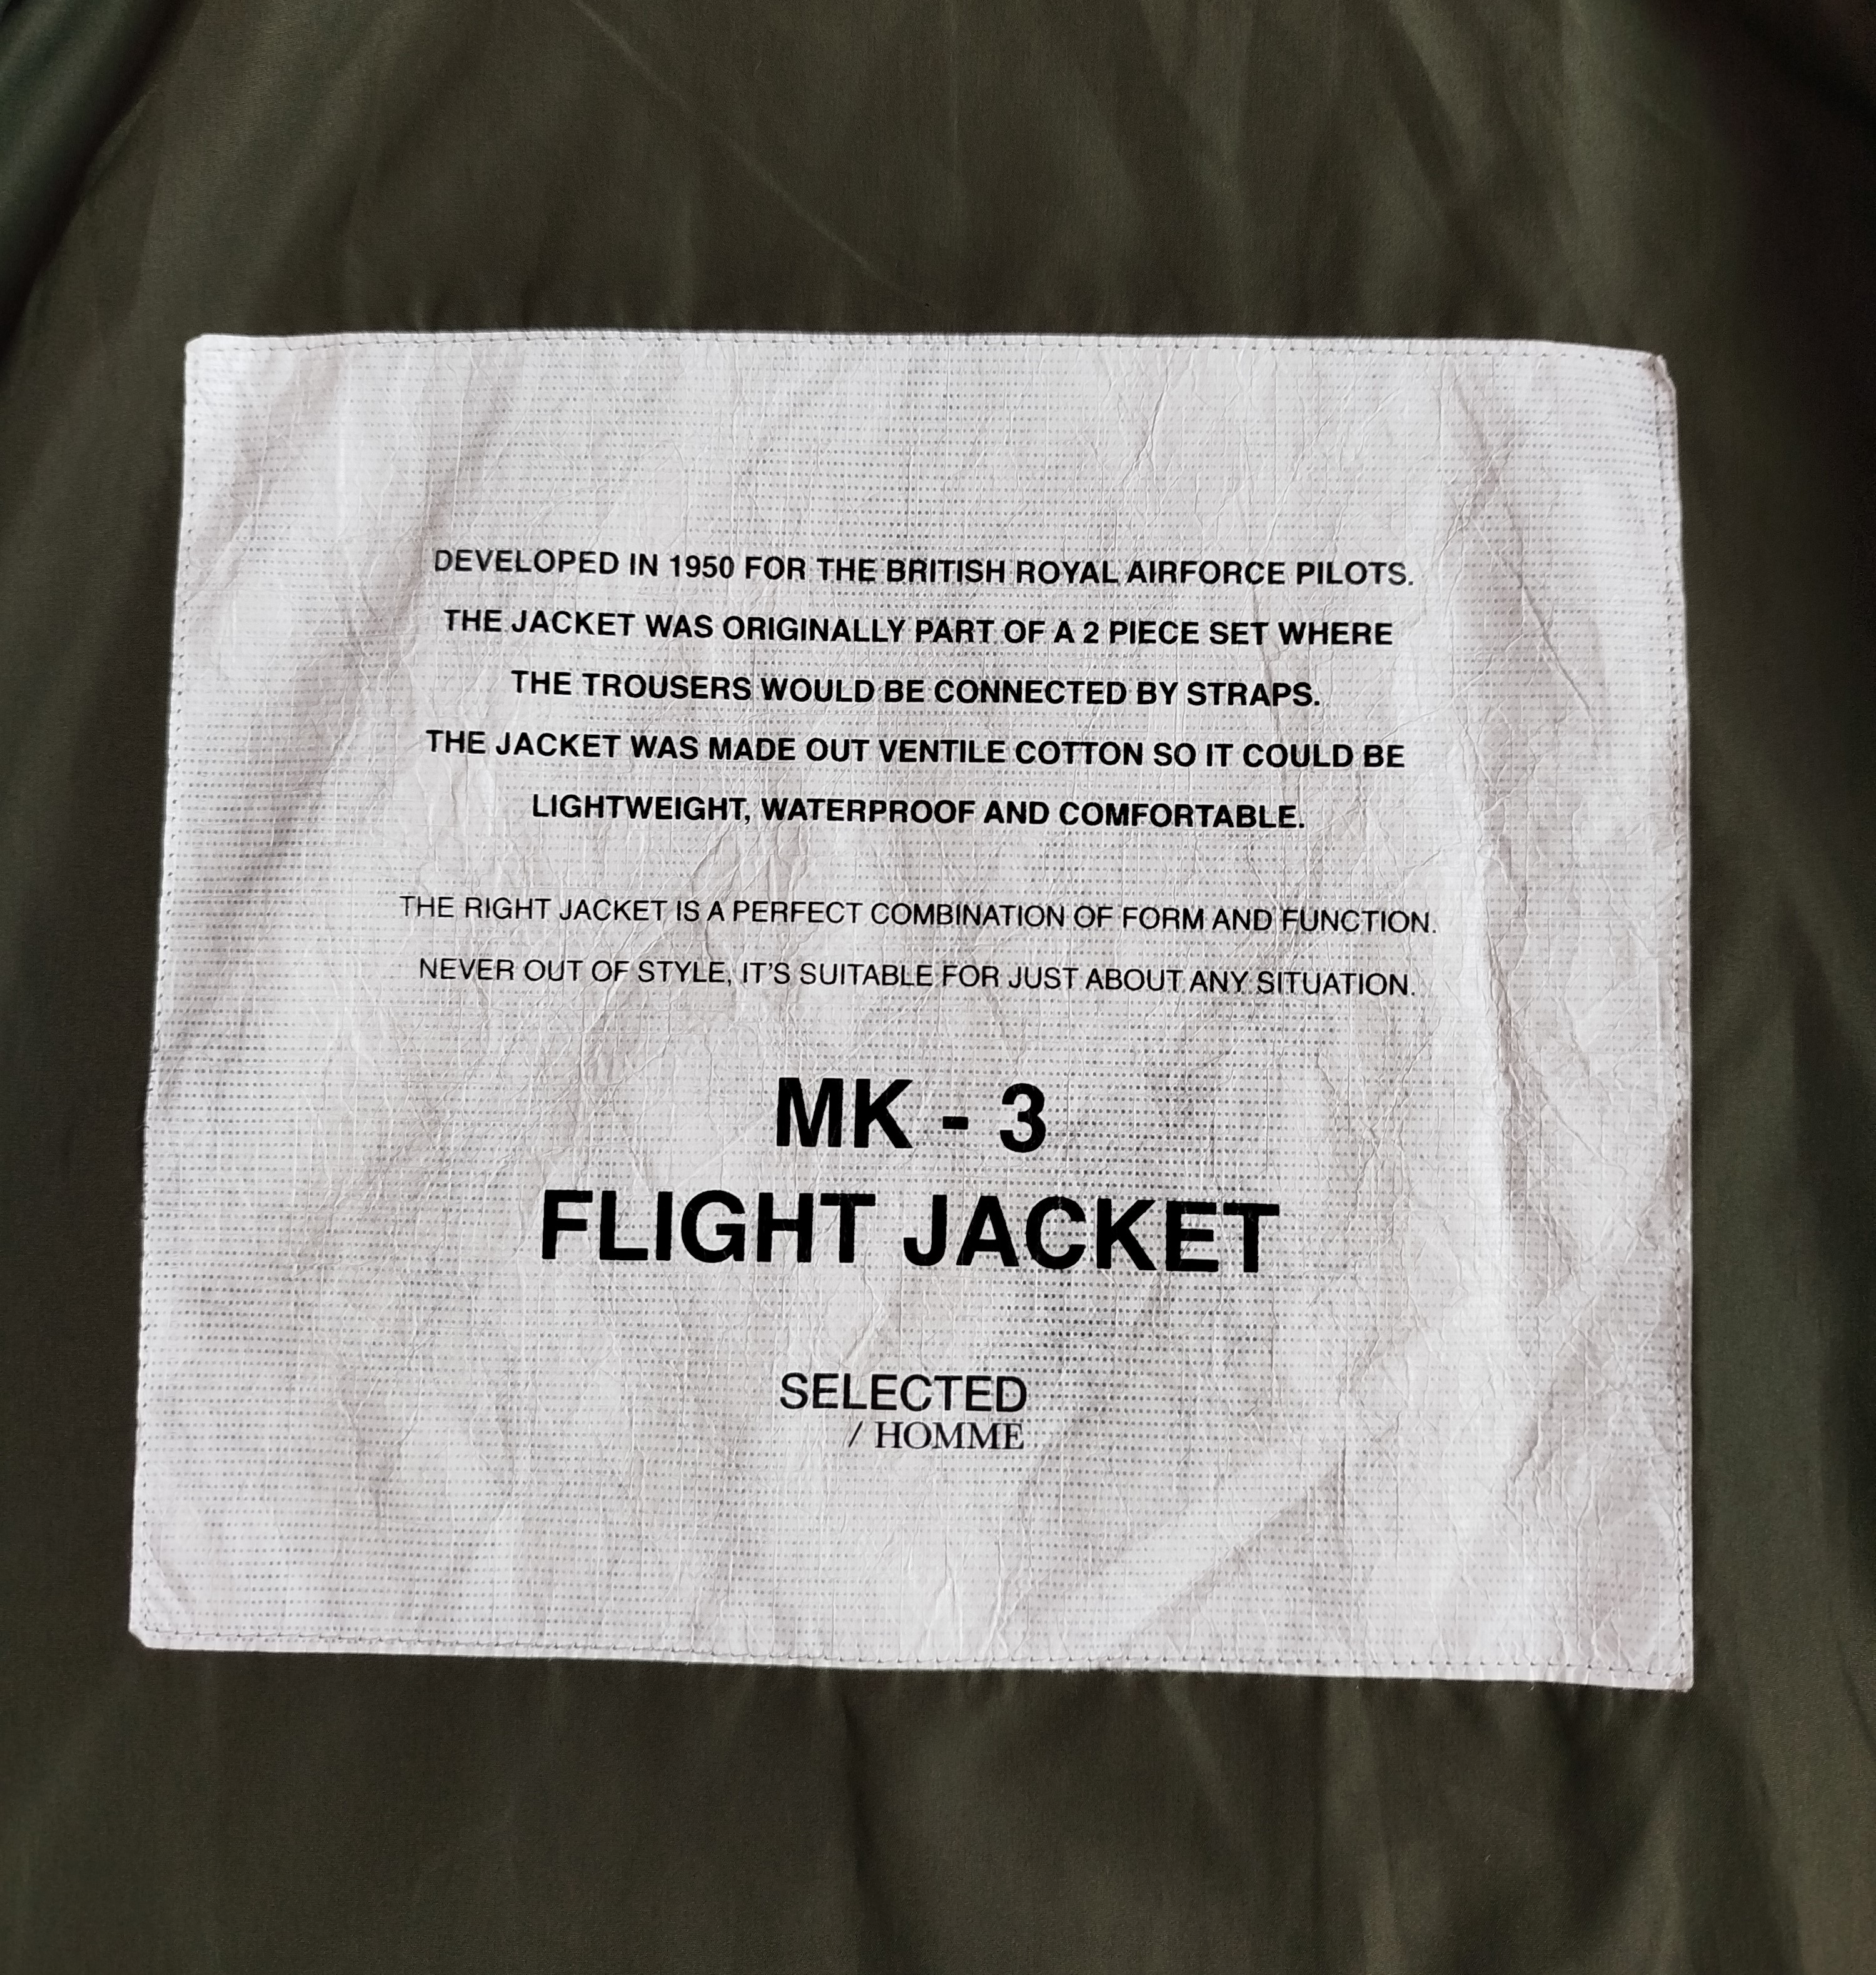 DEVELOPED IN 1950 FOR THE BRITISH ROYAL AIRFORCE PILOTS.
THE JACKET WAS ORIGINALLY PART OF A 2 PIECE SET WHERE
THE TROUSERS WOULD BE CONNECTED BY STRAPS.
THE JACKET WAS MADE OUT VENTILE COTTON SO IT COULD BE
LIGHTWEIGHT, WATERPROOF AND COMFORTABLE.
THE RIGHT JACKET IS A PERFECT COMBINATION OF FORM AND FUNCTION.
NEVER OUT OF STYLE, IT'S SUITABLE FOR JUST ABOUT ANY SITUATION.
MK - 3
FLIGHT JACKET
SELECTED
/ HOMME